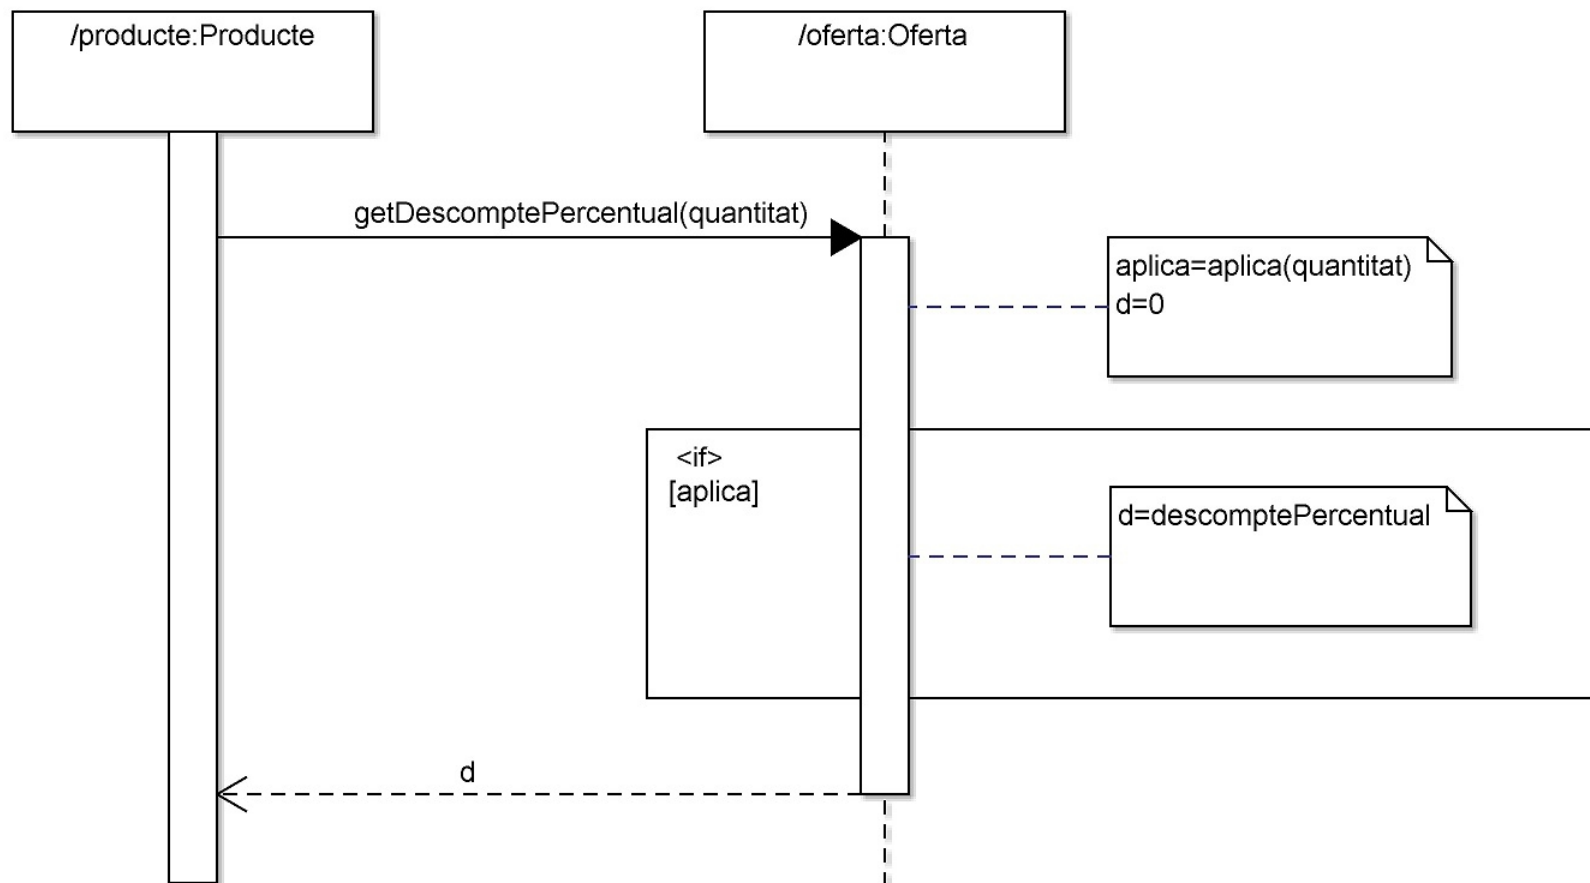 /producte:Producte
/oferta:Oferta
getDescomptePercentual(quantitat)
aplica=aplica(quantitat)
d=0
<if>
[aplica]
d=descomptePercentual
d